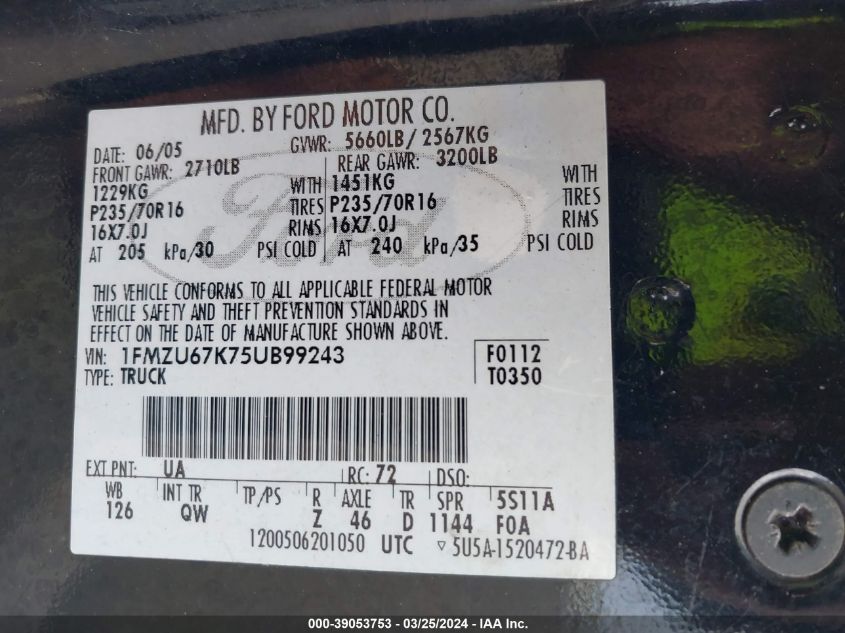 MFD. BY FORD MOTOR CO.
DATE: 06/05 GVWR: 5660LB/2567KG
FRONT GAWR: 2710LB REAR GAWR: 3200LB
1229KG WITH 1451KG WITH
P235/70R16 TIRES P235/70R16 TIRES
16X7.0J RIMS 16X7.0J RIMS
AT 205 kPa/30 PSI COLD AT 240 kPa/35 PSI COLD
Ford
THIS VEHICLE CONFORMS TO ALL APPLICABLE FEDERAL MOTOR
VEHICLE SAFETY AND THEFT PREVENTION STANDARDS IN
EFFECT ON THE DATE OF MANUFACTURE SHOWN ABOVE.
VIN: 1FMZU67K75UB99243 F0112
TYPE: TRUCK T0350
EXT PNT: UA RC: 72 DSO:
WB INT TR TP/PS R AXLE TR SPR 5S11A
126 QW Z 46 D 1144 F0A
1200506201050 UTC ▽5U5A-1520472-BA
000-39053753 / 03/25/2024 - IAA Inc.